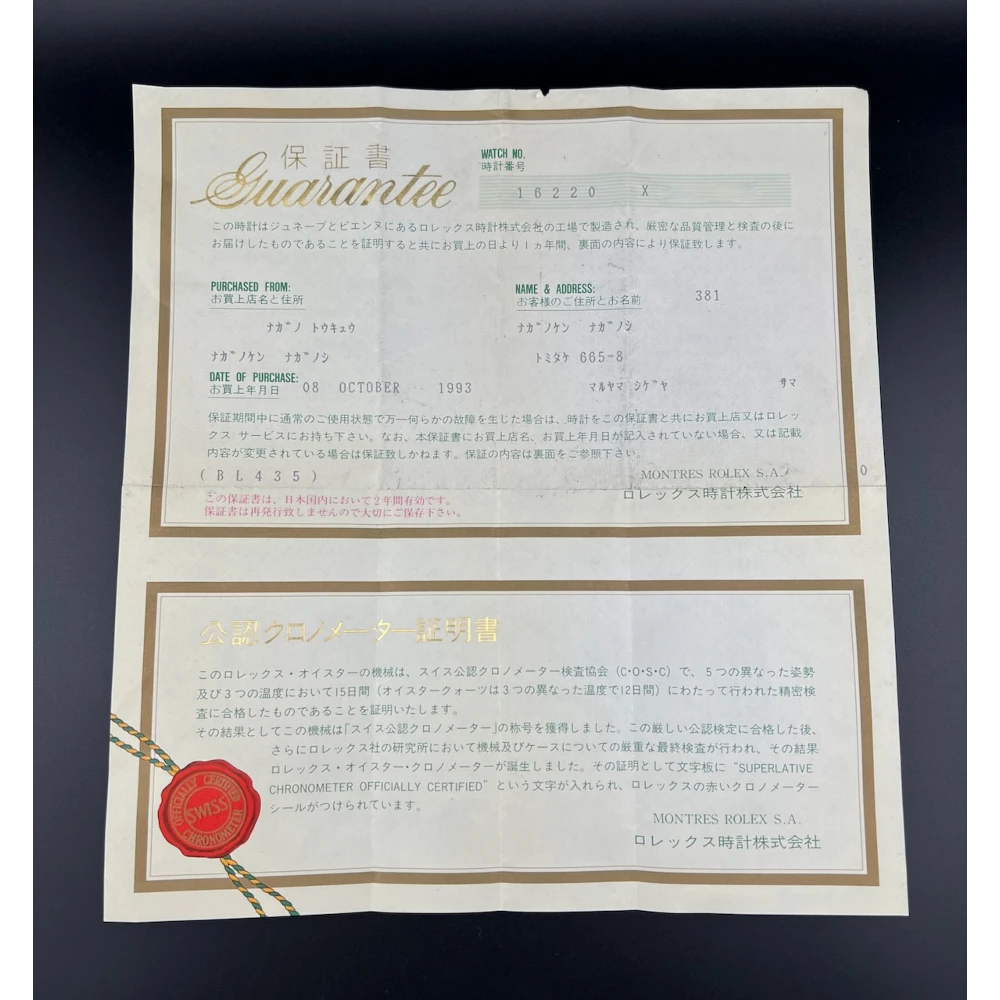 保証書
Guarantee
WATCH NO.
時計番号
16220 X
この時計はジュネーブとビエンヌにあるロレックス時計株式会社の工場で製造され、厳密な品質管理と検査の後に
お届けしたものであることを証明すると共にお買上の日より1ヵ年間、裏面の内容により保証致します。
PURCHASED FROM:
お買上店名と住所
ナガノ トウキュウ
ナガノケン ナガノシ
NAME & ADDRESS:
お客様のご住所とお名前
381
ナガノケン ナガノシ
トミタケ 665-8
マルヤマ シゲヤ サマ
DATE OF PURCHASE:
お買上年月日
08 OCTOBER 1993
保証期間中に通常のご使用状態で万一何らかの故障を生じた場合は、時計をこの保証書と共にお買上店又はロレッ
クス サービスにお持ち下さい。なお、本保証書にお買上店名、お買上年月日が記入されていない場合、又は記載
内容が変更されている場合は保証致しかねます。保証の内容は裏面をご参照下さい。
(BL435)
MONTRES ROLEX S.A.
ロレックス時計株式会社
0
この保証書は、日本国内において2年間有効です。
保証書は再発行致しませんので大切にご保存下さい。
公認クロノメーター証明書
このロレックス・オイスターの機械は、スイス公認クロノメーター検査協会(C・O・S・C)で、5つの異なった姿勢
及び3つの温度において15日間(オイスタークォーツは3つの異なった温度で12日間)にわたって行われた精密検
査に合格したものであることを証明いたします。
その結果としてこの機械は「スイス公認クロノメーター」の称号を獲得しました。この厳しい公認検定に合格した後、
さらにロレックス社の研究所において機械及びケースについての厳重な最終検査が行われ、その結果
ロレックス・オイスター・クロノメーターが誕生しました。その証明として文字板に "SUPERLATIVE
CHRONOMETER OFFICIALLY CERTIFIED" という文字が入れられ、ロレックスの赤いクロノメーター
シールがつけられています。
MONTRES ROLEX S.A.
ロレックス時計株式会社
OFFICIALLY CERTIFIED
SWISS
CHRONOMETER